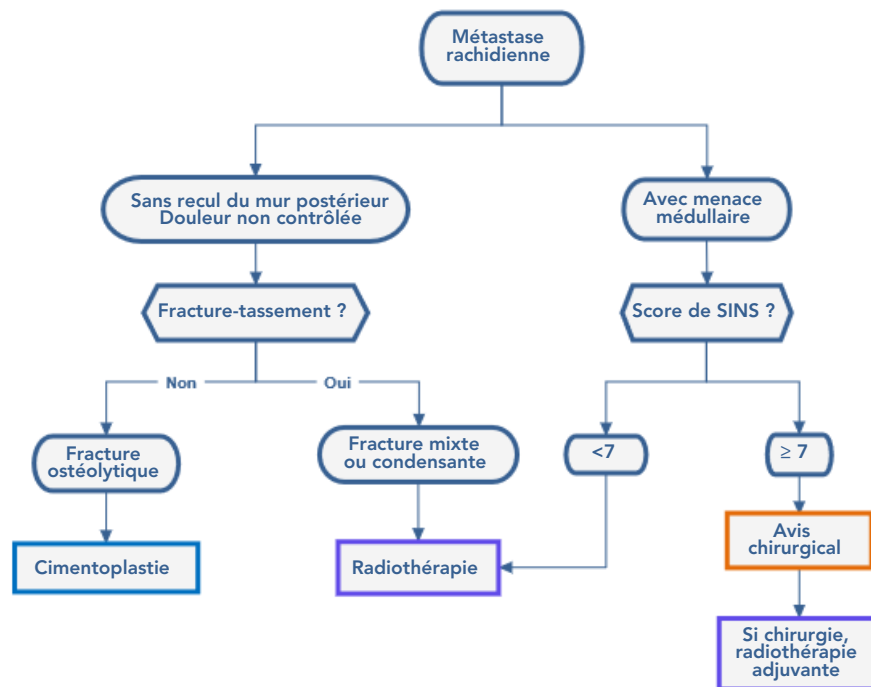 Métastase
rachidienne
Sans recul du mur postérieur
Douleur non contrôlée
Avec menace
médullaire
Fracture-tassement ?
Score de SINS ?
Non
Oui
Fracture
ostéolytique
Fracture mixte
ou condensante
<7
≥ 7
Cimentoplastie
Radiothérapie
Avis
chirurgical
Si chirurgie,
radiothérapie
adjuvante